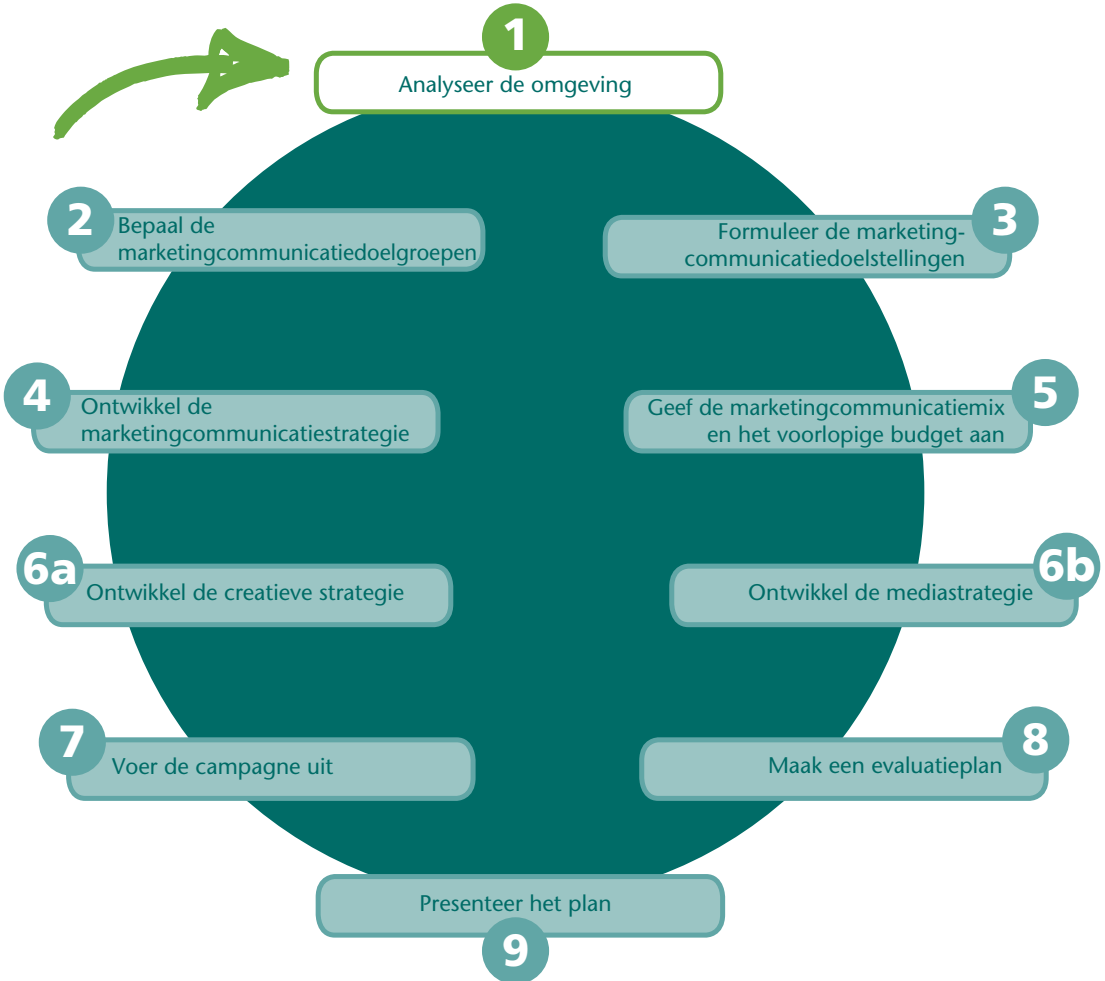 1
Analyseer de omgeving
2
Bepaal de
marketingcommunicatiedoelgroepen
3
Formuleer de marketing-
communicatiedoelstellingen
4
Ontwikkel de
marketingcommunicatiestrategie
5
Geef de marketingcommunicatiemix
en het voorlopige budget aan
6a
Ontwikkel de creatieve strategie
6b
Ontwikkel de mediastrategie
7
Voer de campagne uit
8
Maak een evaluatieplan
Presenteer het plan
9